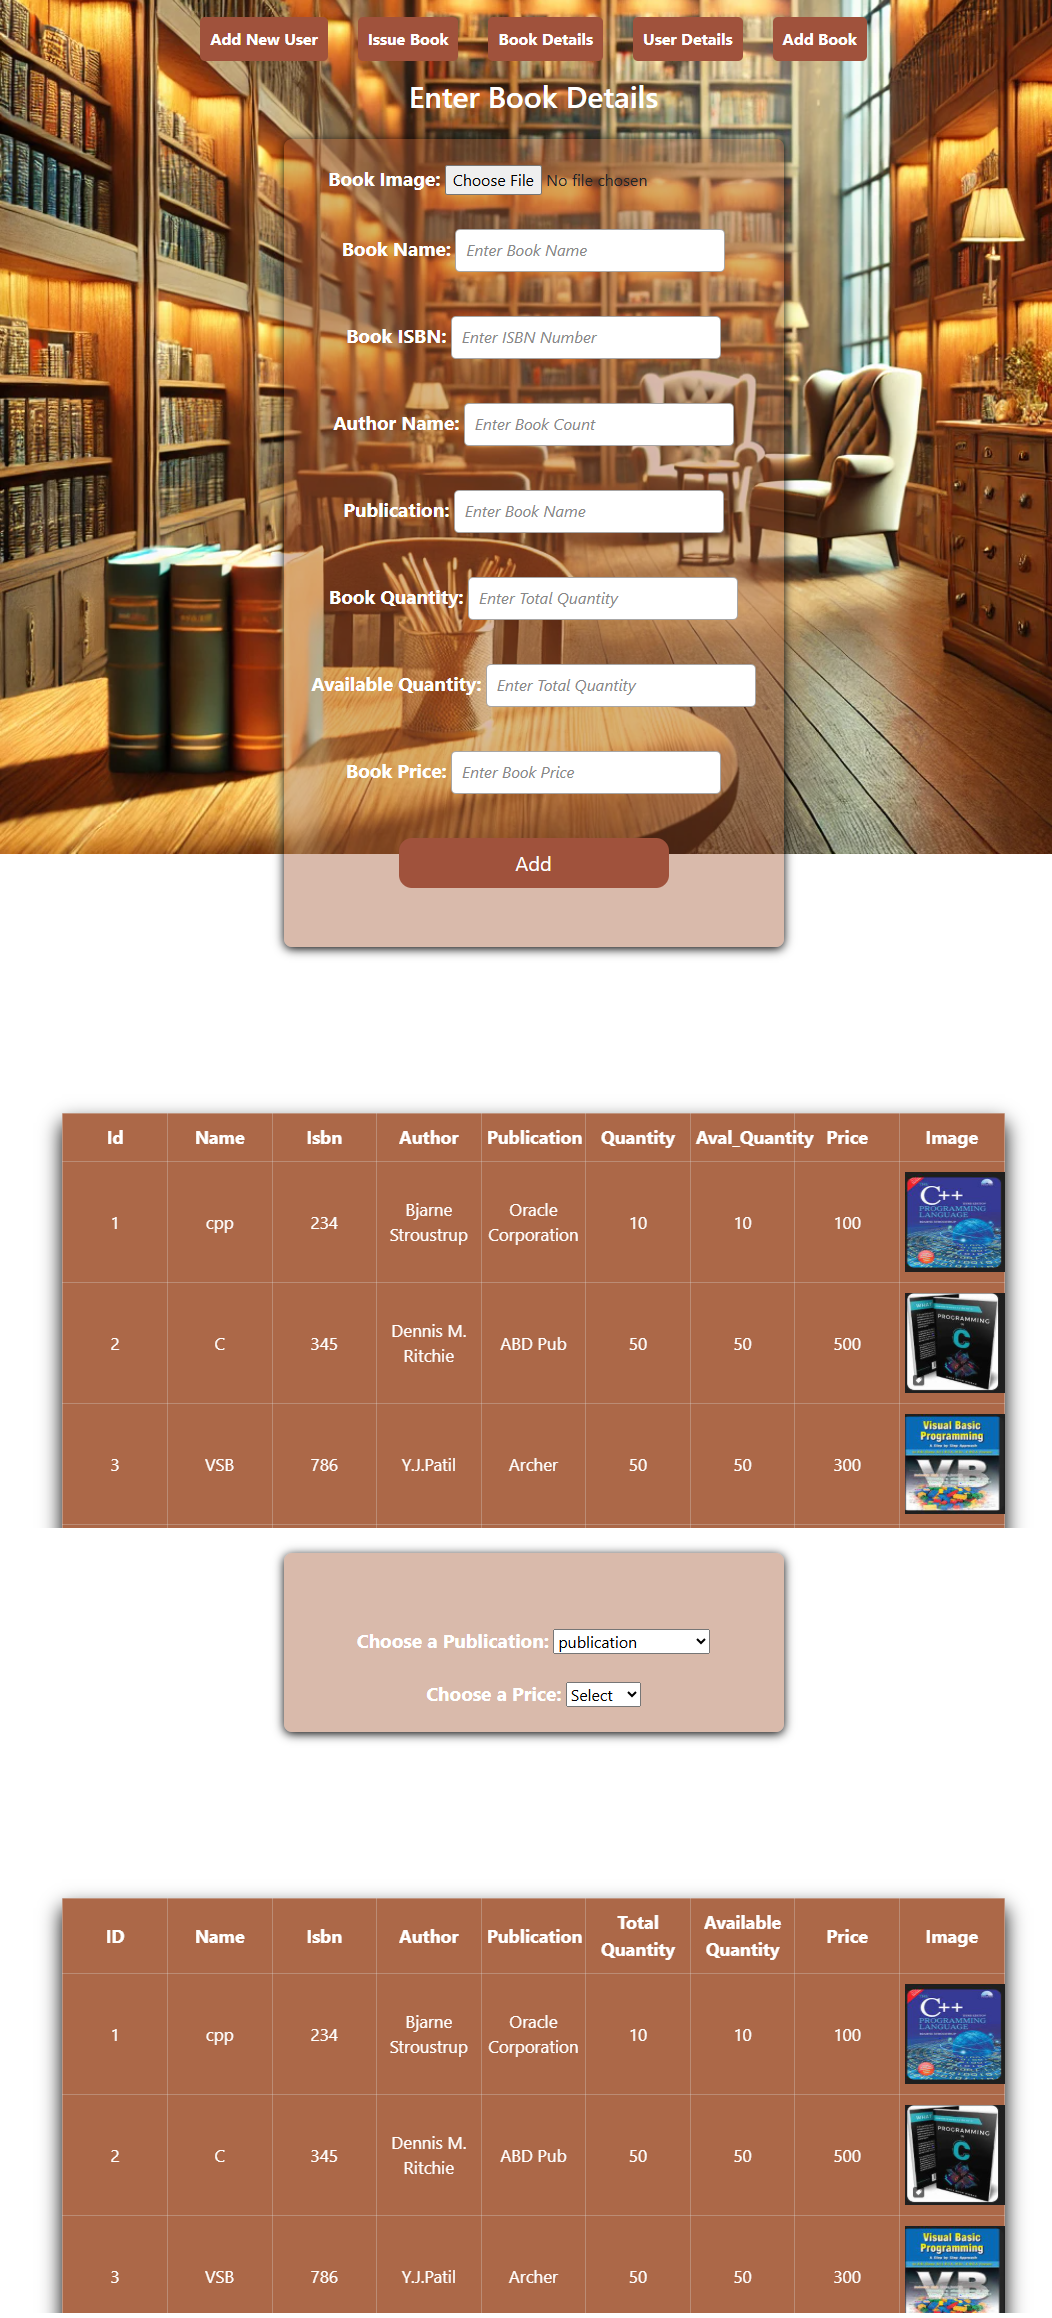 Add New User Issue Book Book Details User Details Add Book
Enter Book Details
Book Image: Choose File No file chosen
Book Name: Enter Book Name
Book ISBN: Enter ISBN Number
Author Name: Enter Book Count
Publication: Enter Book Name
Book Quantity: Enter Total Quantity
Available Quantity: Enter Total Quantity
Book Price: Enter Book Price
Add
Id Name Isbn Author Publication Quantity Aval_Quantity Price Image
1 cpp 234 Bjarne Stroustrup Oracle Corporation 10 10 100
C++
PROGRAMMING
LANGUAGE
2 C 345 Dennis M. Ritchie ABD Pub 50 50 500
PROGRAMMING
C
3 VSB 786 Y.J.Patil Archer 50 50 300
Visual Basic
Programming
VB
Choose a Publication: publication
Choose a Price: Select
ID Name Isbn Author Publication Total Quantity Available Quantity Price Image
1 cpp 234 Bjarne Stroustrup Oracle Corporation 10 10 100
C++
PROGRAMMING
LANGUAGE
2 C 345 Dennis M. Ritchie ABD Pub 50 50 500
PROGRAMMING
C
3 VSB 786 Y.J.Patil Archer 50 50 300
Visual Basic
Programming
VB